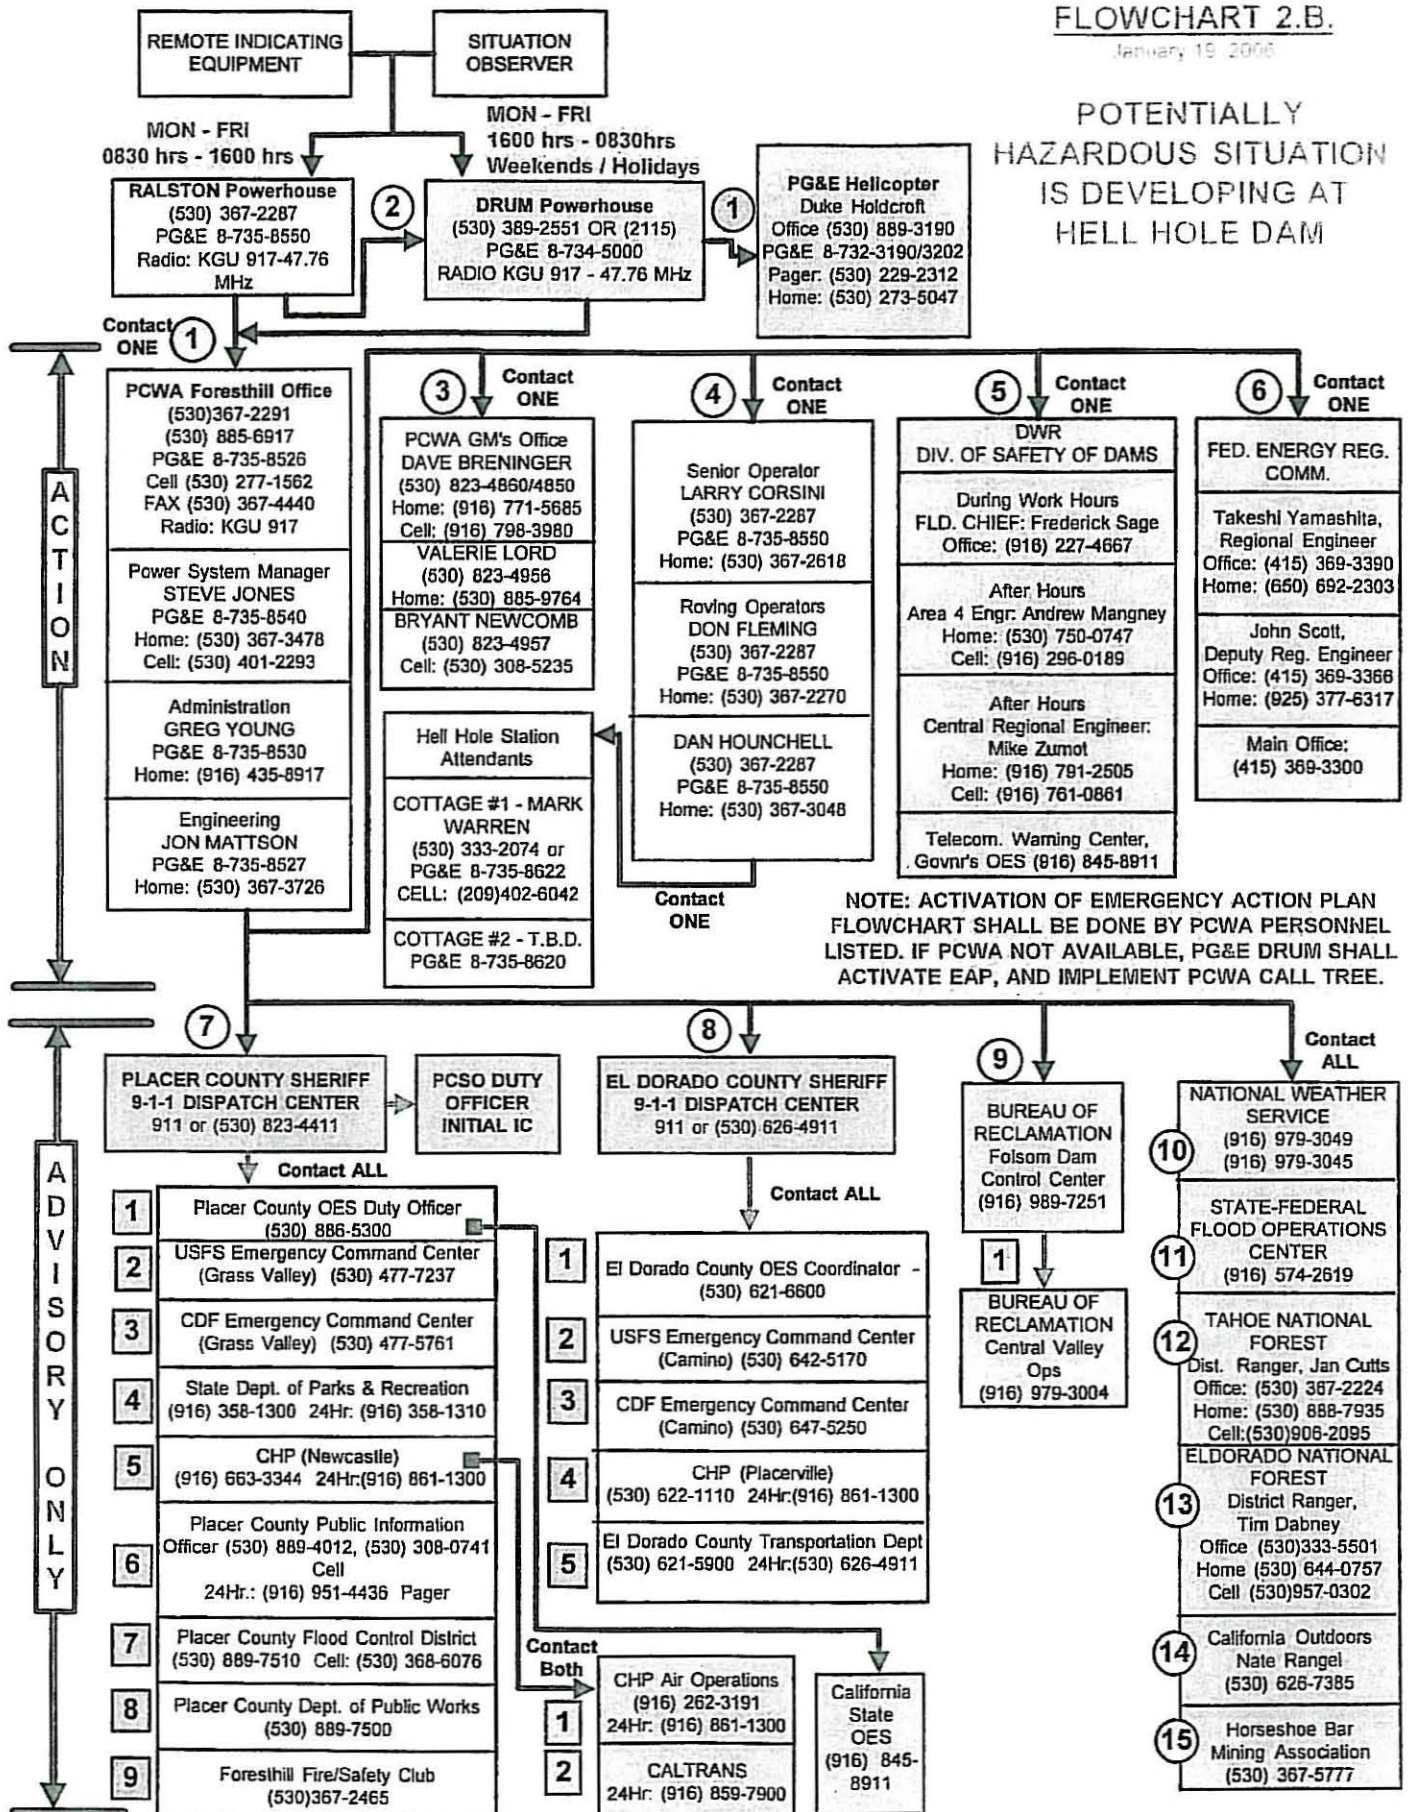 FLOWCHART 2.B.
January 19 2006
POTENTIALLY
HAZARDOUS SITUATION
IS DEVELOPING AT
HELL HOLE DAM
REMOTE INDICATING
EQUIPMENT
SITUATION
OBSERVER
MON - FRI
0830 hrs - 1600 hrs
MON - FRI
1600 hrs - 0830hrs
Weekends / Holidays
RALSTON Powerhouse
(530) 367-2287
PG&E 8-735-8550
Radio: KGU 917-47.76
MHz
2
DRUM Powerhouse
(530) 389-2551 OR (2115)
PG&E 8-734-5000
RADIO KGU 917 - 47.76 MHz
1
PG&E Helicopter
Duke Holdcroft
Office (530) 889-3190
PG&E 8-732-3190/3202
Pager: (530) 229-2312
Home: (530) 273-5047
Contact
ONE
1
ACTION
PCWA Foresthill Office
(530)367-2291
(530) 885-6917
PG&E 8-735-8526
Cell (530) 277-1562
FAX (530) 367-4440
Radio: KGU 917
Power System Manager
STEVE JONES
PG&E 8-735-8540
Home: (530) 367-3478
Cell: (530) 401-2293
Administration
GREG YOUNG
PG&E 8-735-8530
Home: (916) 435-8917
Engineering
JON MATTSON
PG&E 8-735-8527
Home: (530) 367-3726
3
Contact
ONE
PCWA GM's Office
DAVE BRENINGER
(530) 823-4860/4850
Home: (916) 771-5685
Cell: (916) 798-3980
VALERIE LORD
(530) 823-4956
Home: (530) 885-9764
BRYANT NEWCOMB
(530) 823-4957
Cell: (530) 308-5235
Hell Hole Station
Attendants
COTTAGE #1 - MARK
WARREN
(530) 333-2074 or
PG&E 8-735-8622
CELL: (209)402-6042
COTTAGE #2 - T.B.D.
PG&E 8-735-8620
4
Contact
ONE
Senior Operator
LARRY CORSINI
(530) 367-2287
PG&E 8-735-8550
Home: (530) 367-2618
Roving Operators
DON FLEMING
(530) 367-2287
PG&E 8-735-8550
Home: (530) 367-2270
DAN HOUNCHELL
(530) 367-2287
PG&E 8-735-8550
Home: (530) 367-3048
Contact
ONE
5
Contact
ONE
DWR
DIV. OF SAFETY OF DAMS
During Work Hours
FLD. CHIEF: Frederick Sage
Office: (916) 227-4667
After Hours
Area 4 Engr: Andrew Mangney
Home: (530) 750-0747
Cell: (916) 296-0189
After Hours
Central Regional Engineer:
Mike Zumot
Home: (916) 791-2505
Cell: (916) 761-0861
Telecom. Warning Center,
Govnr's OES (916) 845-8911
6
Contact
ONE
FED. ENERGY REG.
COMM.
Takeshi Yamashita,
Regional Engineer
Office: (415) 369-3390
Home: (650) 692-2303
John Scott,
Deputy Reg. Engineer
Office: (415) 369-3366
Home: (925) 377-6317
Main Office:
(415) 369-3300
NOTE: ACTIVATION OF EMERGENCY ACTION PLAN
FLOWCHART SHALL BE DONE BY PCWA PERSONNEL
LISTED. IF PCWA NOT AVAILABLE, PG&E DRUM SHALL
ACTIVATE EAP, AND IMPLEMENT PCWA CALL TREE.
ADVISORY ONLY
7
PLACER COUNTY SHERIFF
9-1-1 DISPATCH CENTER
911 or (530) 823-4411
PCSO DUTY
OFFICER
INITIAL IC
Contact ALL
1
Placer County OES Duty Officer
(530) 886-5300
2
USFS Emergency Command Center
(Grass Valley) (530) 477-7237
3
CDF Emergency Command Center
(Grass Valley) (530) 477-5761
4
State Dept. of Parks & Recreation
(916) 358-1300 24Hr: (916) 358-1310
5
CHP (Newcastle)
(916) 663-3344 24Hr:(916) 861-1300
6
Placer County Public Information
Officer (530) 889-4012, (530) 308-0741
Cell
24Hr.: (916) 951-4436 Pager
7
Placer County Flood Control District
(530) 889-7510 Cell: (530) 368-6076
8
Placer County Dept. of Public Works
(530) 889-7500
9
Foresthill Fire/Safety Club
(530)367-2465
8
EL DORADO COUNTY SHERIFF
9-1-1 DISPATCH CENTER
911 or (530) 626-4911
Contact ALL
1
El Dorado County OES Coordinator -
(530) 621-6600
2
USFS Emergency Command Center
(Camino) (530) 642-5170
3
CDF Emergency Command Center
(Camino) (530) 647-5250
4
CHP (Placerville)
(530) 622-1110 24Hr:(916) 861-1300
5
El Dorado County Transportation Dept
(530) 621-5900 24Hr:(530) 626-4911
Contact
Both
1
CHP Air Operations
(916) 262-3191
24Hr: (916) 861-1300
2
CALTRANS
24Hr: (916) 859-7900
California
State
OES
(916) 845-
8911
9
BUREAU OF
RECLAMATION
Folsom Dam
Control Center
(916) 989-7251
1
BUREAU OF
RECLAMATION
Central Valley
Ops
(916) 979-3004
Contact
ALL
10
NATIONAL WEATHER
SERVICE
(916) 979-3049
(916) 979-3045
11
STATE-FEDERAL
FLOOD OPERATIONS
CENTER
(916) 574-2619
12
TAHOE NATIONAL
FOREST
Dist. Ranger, Jan Cutts
Office: (530) 367-2224
Home: (530) 888-7935
Cell:(530)906-2095
13
ELDORADO NATIONAL
FOREST
District Ranger,
Tim Dabney
Office (530)333-5501
Home (530) 644-0757
Cell (530)957-0302
14
California Outdoors
Nate Rangel
(530) 626-7385
15
Horseshoe Bar
Mining Association
(530) 367-5777